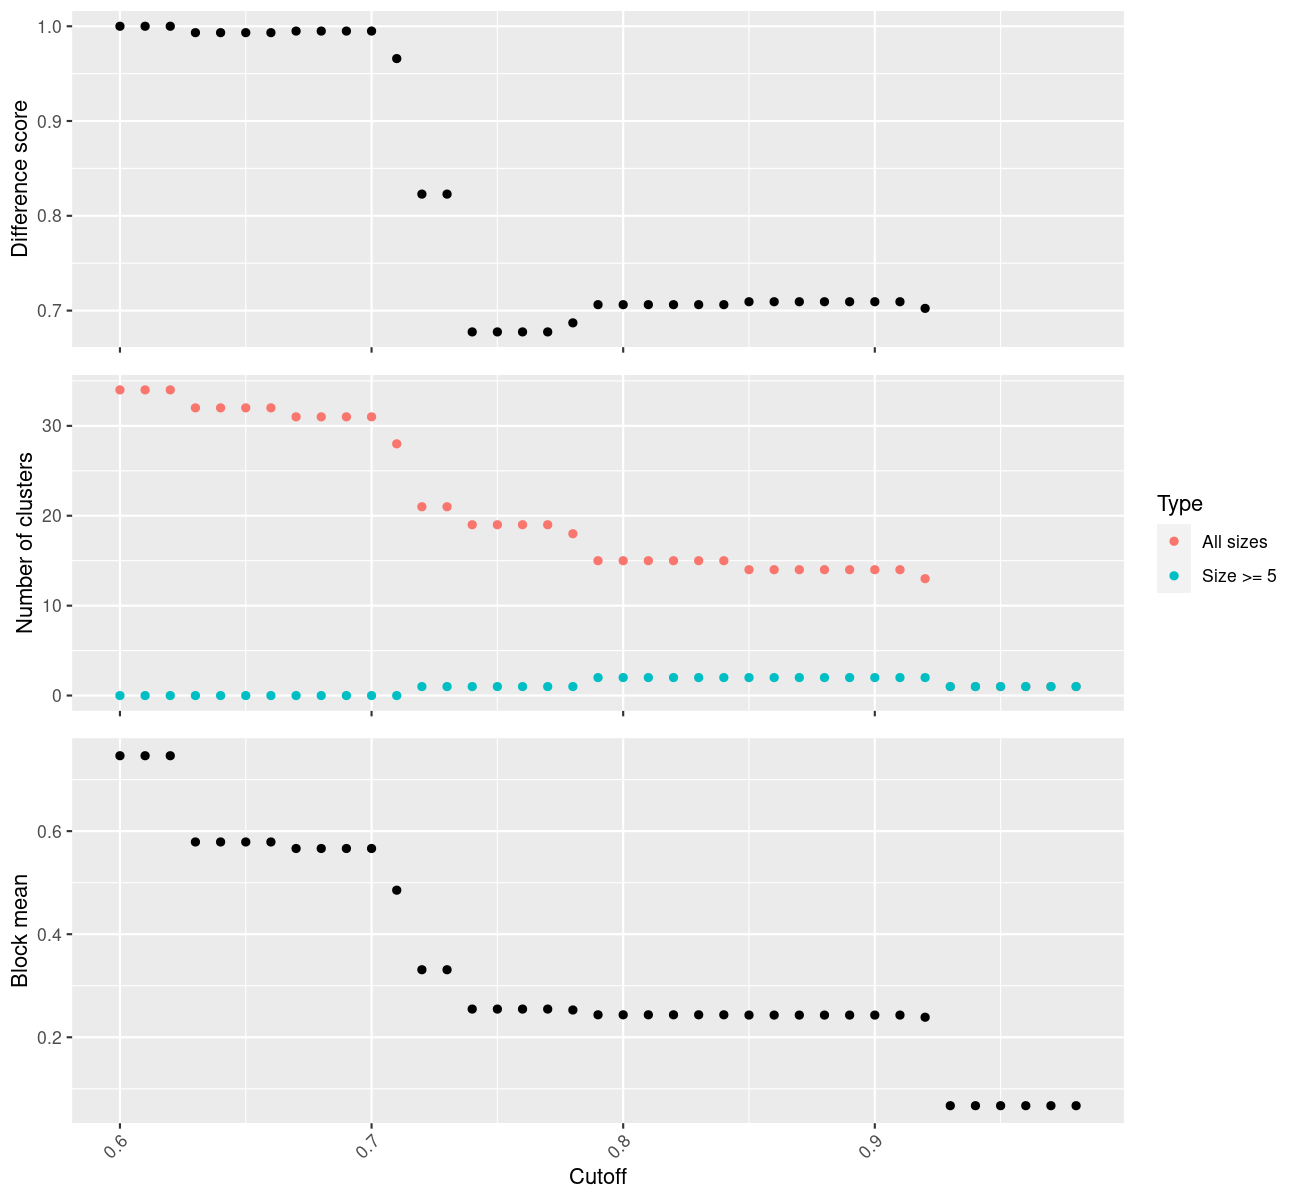 Difference score
1.0
0.9
0.8
0.7
Number of clusters
30
20
10
0
Type
All sizes
Size >= 5
Block mean
0.6
0.4
0.2
0.6
0.7
0.8
0.9
Cutoff